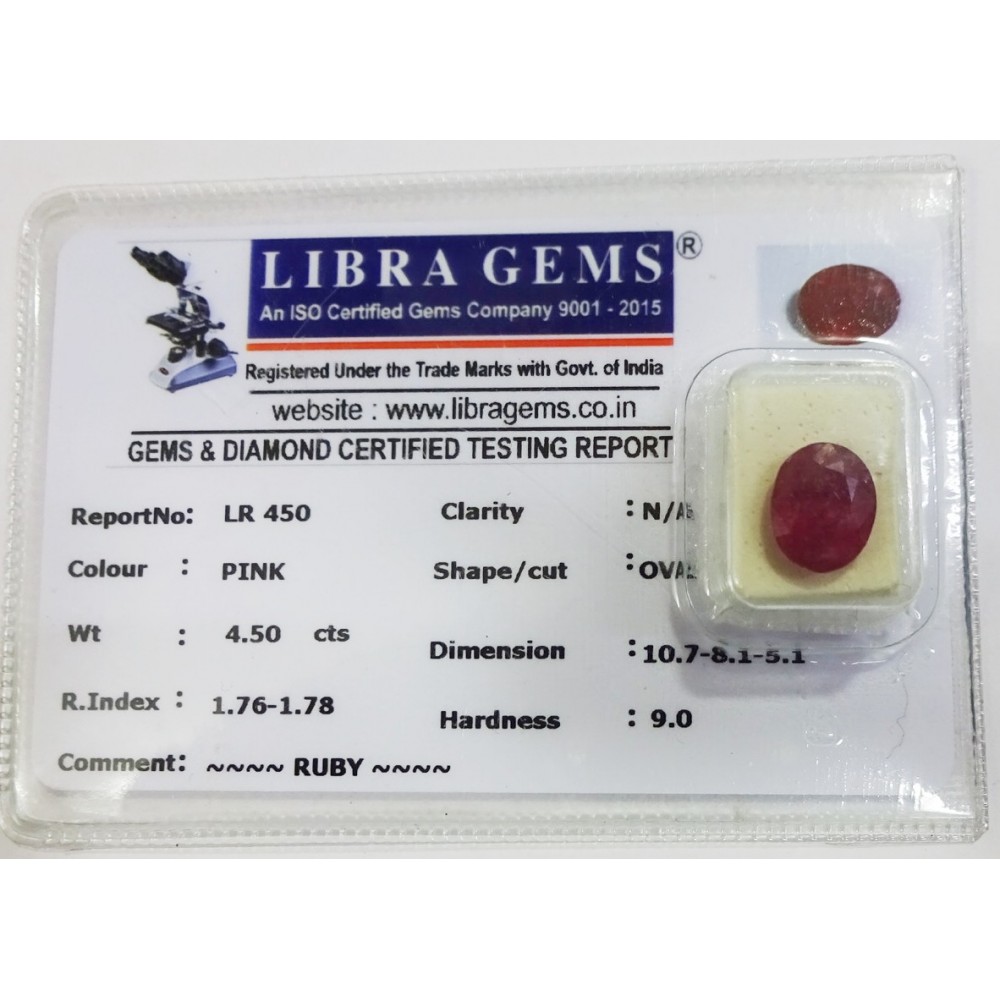 LIBRA GEMS ®
An ISO Certified Gems Company 9001 - 2015
Registered Under the Trade Marks with Govt. of India
website : www.libragems.co.in
GEMS & DIAMOND CERTIFIED TESTING REPORT
ReportNo: LR 450 Clarity : N/A
Colour : PINK Shape/cut : OVAL
Wt : 4.50 cts Dimension : 10.7-8.1-5.1
R.Index : 1.76-1.78 Hardness : 9.0
Comment: ~~~~ RUBY ~~~~